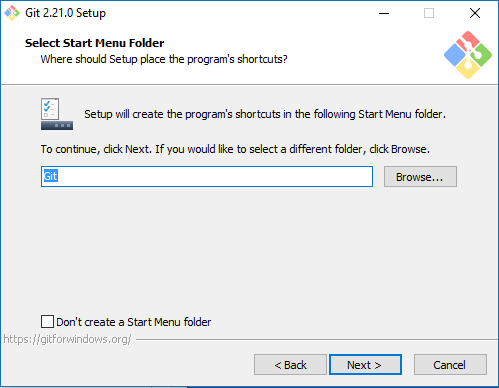 Git 2.21.0 Setup
Select Start Menu Folder
Where should Setup place the program's shortcuts?
Setup will create the program's shortcuts in the following Start Menu folder.
To continue, click Next. If you would like to select a different folder, click Browse.
Git
Browse...
Don't create a Start Menu folder
https://gitforwindows.org/
< Back
Next >
Cancel